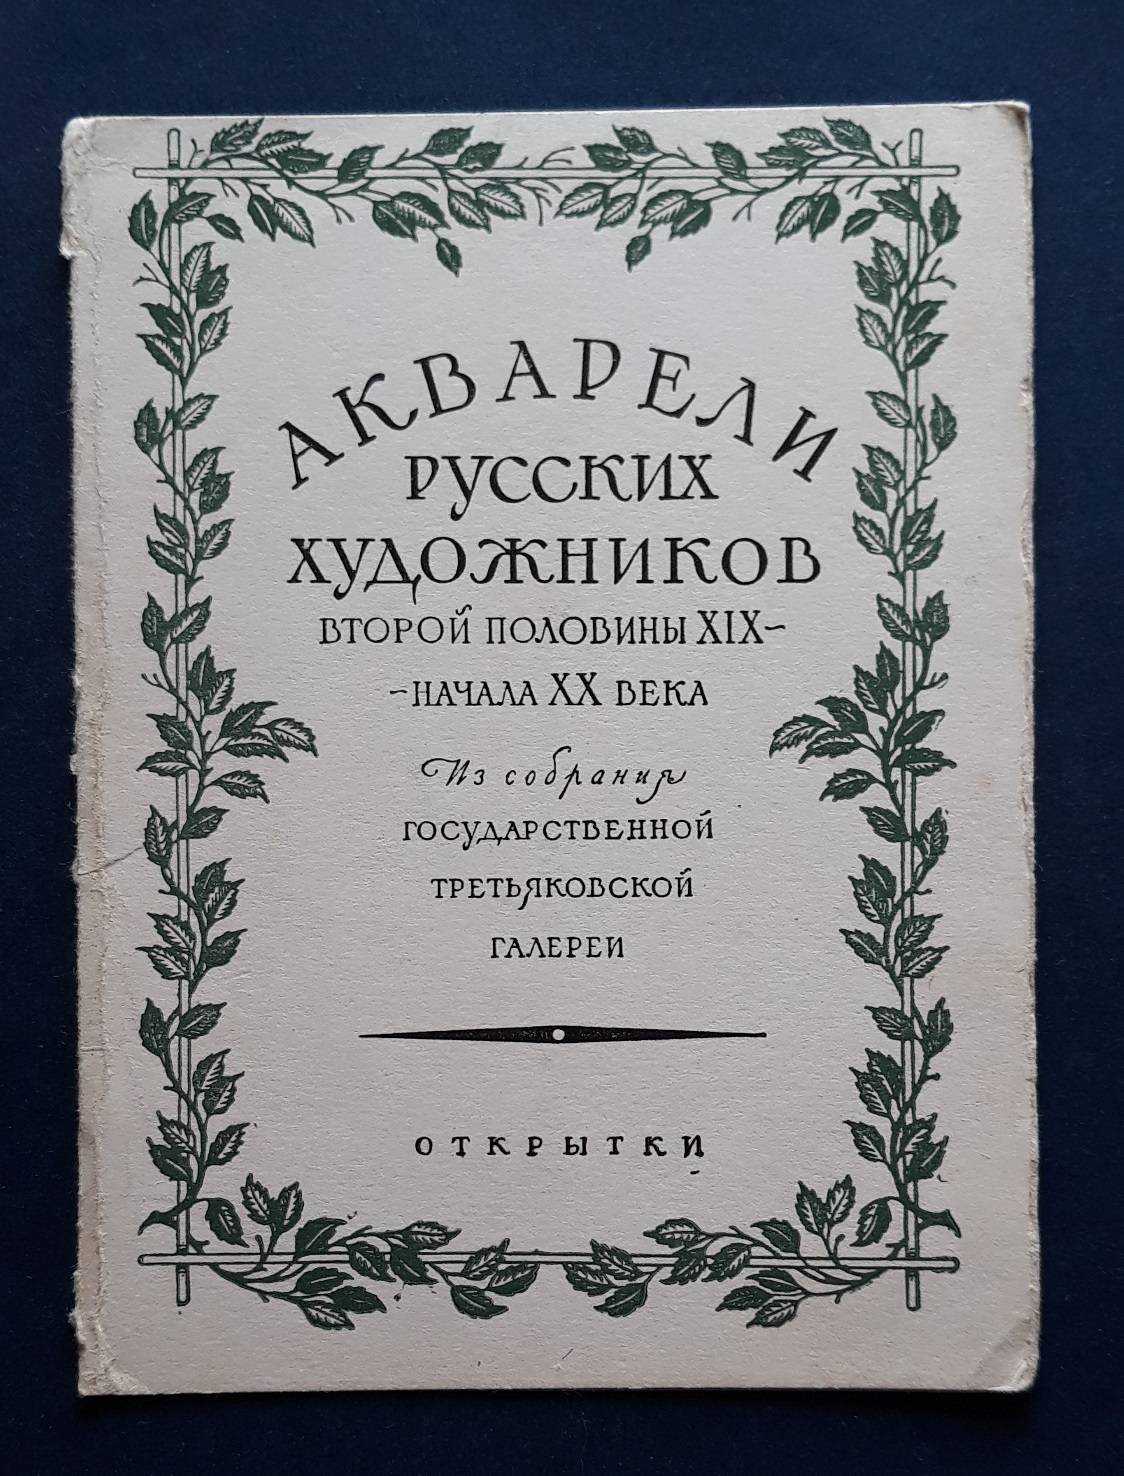 АКВАРЕЛИ
РУССКИХ
ХУДОЖНИКОВ
ВТОРОЙ ПОЛОВИНЫ XIX–
–НАЧАЛА XX ВЕКА
Из собрания
ГОСУДАРСТВЕННОЙ
ТРЕТЬЯКОВСКОЙ
ГАЛЕРЕИ
ОТКРЫТКИ